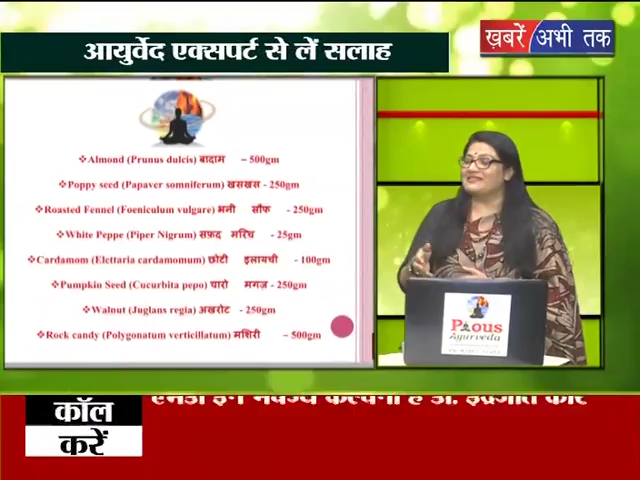 ख़बरें अभी तक
आयुर्वेद एक्सपर्ट से लें सलाह
❖Almond (Prunus dulcis) बादाम – 500gm
❖Poppy seed (Papaver somniferum) खसखस - 250gm
❖Roasted Fennel (Foeniculum vulgare) भनी सौफ - 250gm
❖White Peppe (Piper Nigrum) सफ़द मरिच - 25gm
❖Cardamom (Elettaria cardamomum) छोटी इलायची - 100gm
❖Pumpkin Seed (Cucurbita pepo) चारो मगज़ - 250gm
❖Walnut (Juglans regia) अखरोट - 250gm
❖Rock candy (Polygonatum verticillatum) मशिरी – 500gm
Pious
Ayurveda
कॉल
करें